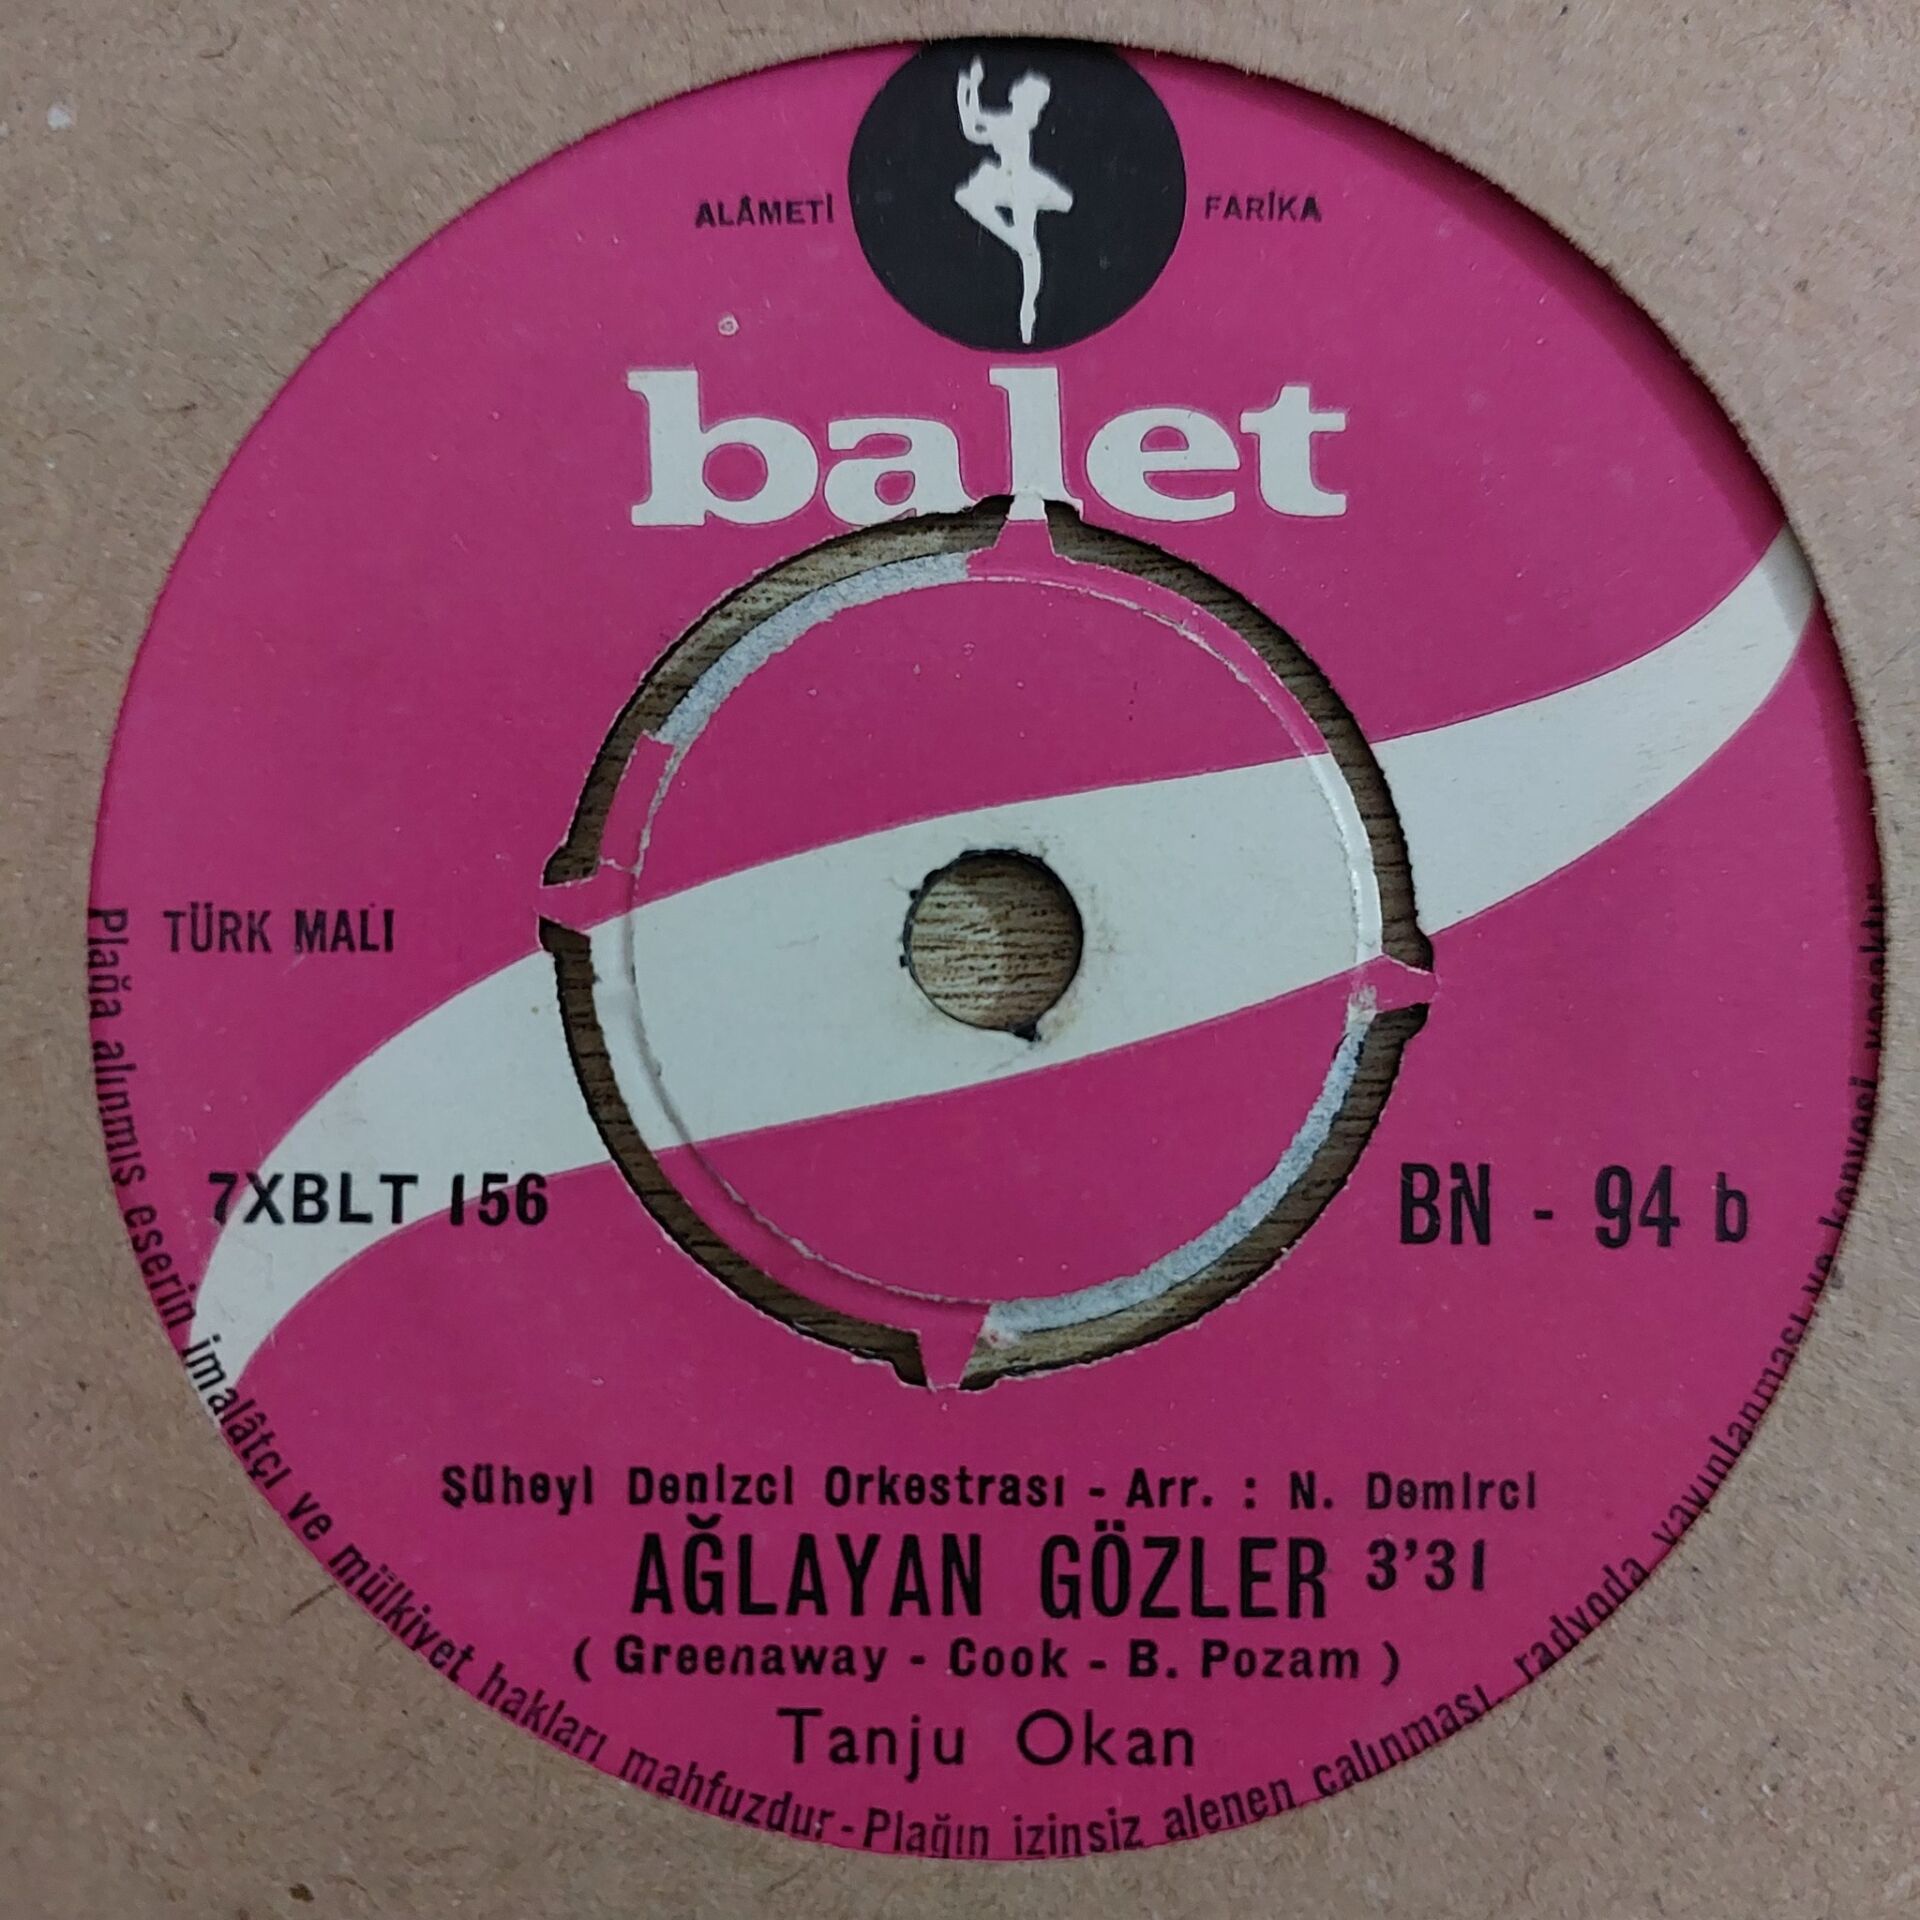 ALÂMETİ FARİKA
balet
TÜRK MALI
7XBLT 156
BN - 94 b
Şüheyl Denizci Orkestrası - Arr. : N. Demirci
AĞLAYAN GÖZLER 3'31
( Greenaway - Cook - B. Pozam )
Tanju Okan
Plağa alınmış eserin imalâtçı ve mülkiyet hakları mahfuzdur - Plağın izinsiz alenen çalınması, radyoda yayınlanması ve kopyesi yasaktır